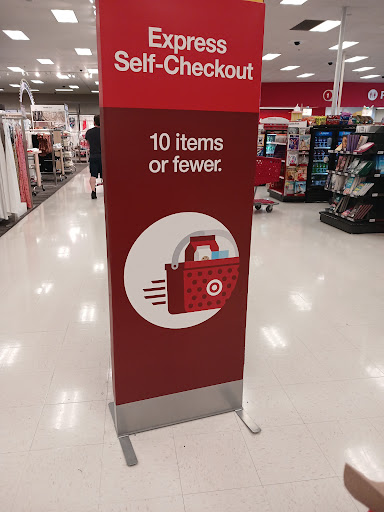 Express
Self-Checkout
10 items
or fewer.